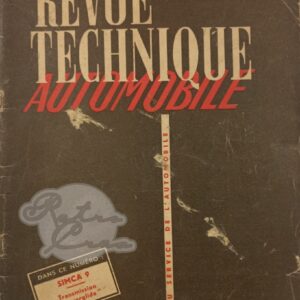 REVUE
TECHNIQUE
AUTOMOBILE
AU SERVICE DE L'AUTOMOBILE
Retro
DANS CE NUMÉRO :
SIMCA 9
Transmission